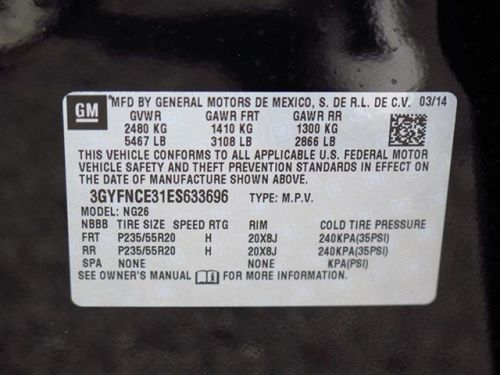 GM
MFD BY GENERAL MOTORS DE MEXICO, S. DE R.L. DE C.V. 03/14
GVWR GAWR FRT GAWR RR
2480 KG 1410 KG 1300 KG
5467 LB 3108 LB 2866 LB
THIS VEHICLE CONFORMS TO ALL APPLICABLE U.S. FEDERAL MOTOR
VEHICLE SAFETY AND THEFT PREVENTION STANDARDS IN EFFECT
ON THE DATE OF MANUFACTURE SHOWN ABOVE.
3GYFNCE31ES633696 TYPE: M.P.V.
MODEL: NG26
NBBB TIRE SIZE SPEED RTG RIM COLD TIRE PRESSURE
FRT P235/55R20 H 20X8J 240KPA(35PSI)
RR P235/55R20 H 20X8J 240KPA(35PSI)
SPA NONE NONE KPA(PSI)
SEE OWNER'S MANUAL FOR MORE INFORMATION.